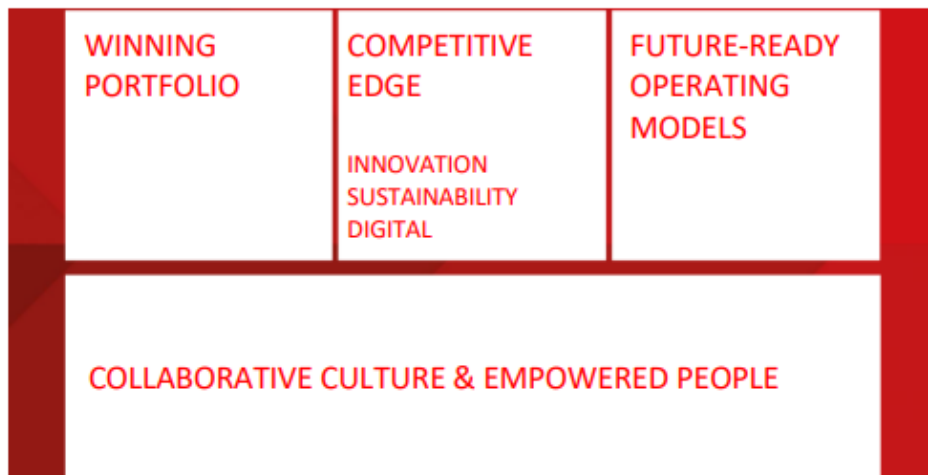 WINNING
PORTFOLIO
COMPETITIVE
EDGE
INNOVATION
SUSTAINABILITY
DIGITAL
FUTURE-READY
OPERATING
MODELS
COLLABORATIVE CULTURE & EMPOWERED PEOPLE